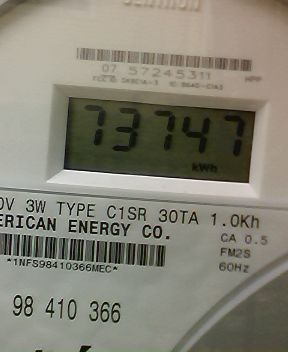 CENTRON
07 57245311
73747
kWh
0V 3W TYPE C1SR 30TA 1.0Kh
ERICAN ENERGY CO.
CA 0.5
FM2S
*1NFS98410366MEC*
60Hz
98 410 366